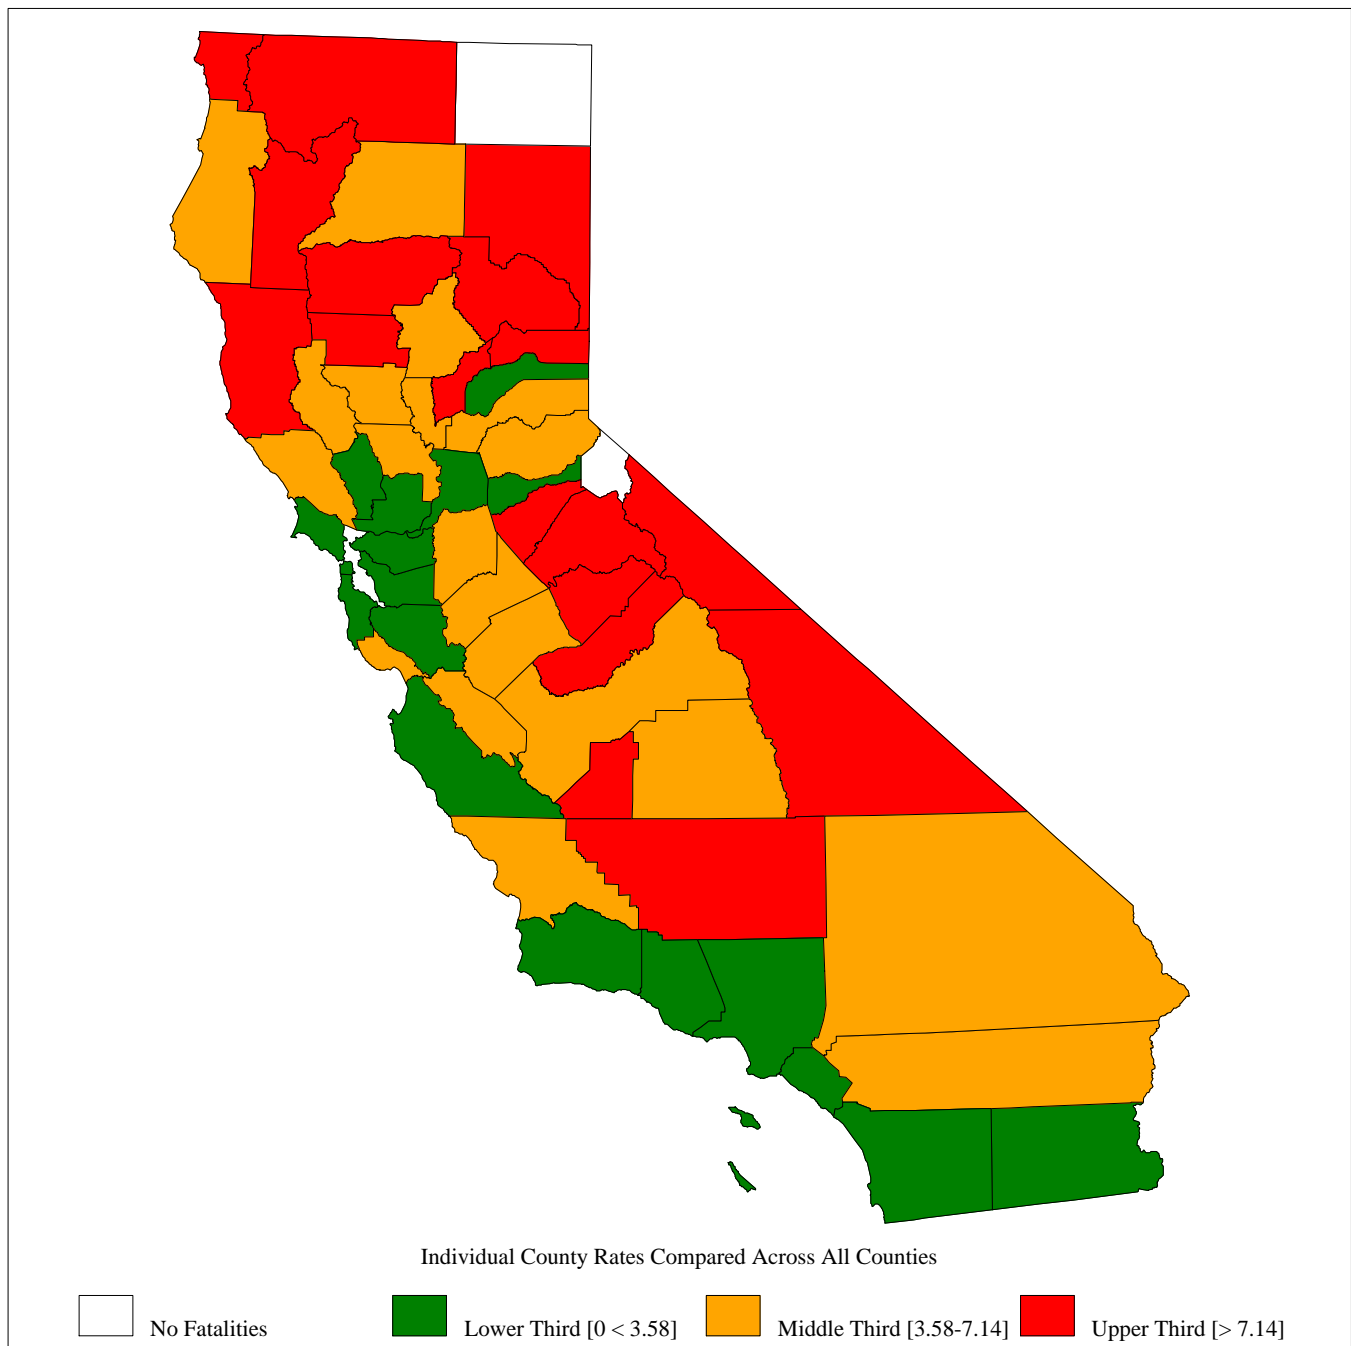 Individual County Rates Compared Across All Counties
No Fatalities Lower Third [0 < 3.58] Middle Third [3.58-7.14] Upper Third [> 7.14]